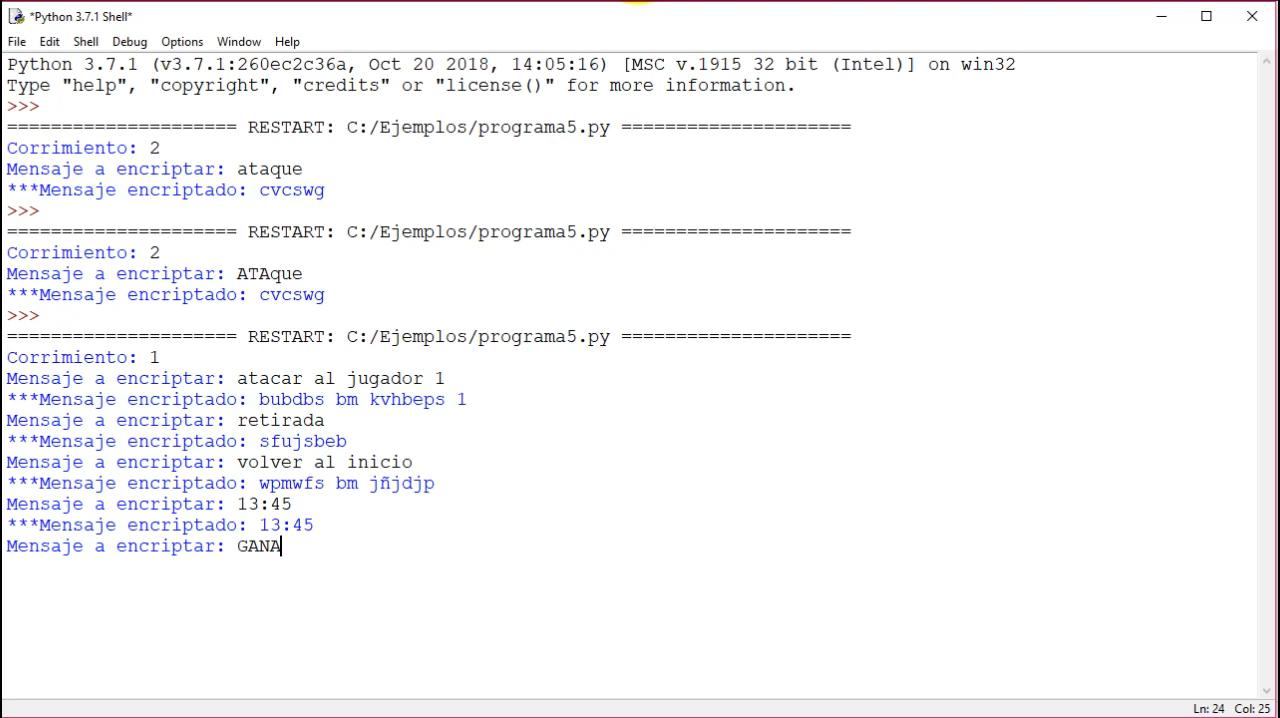 *Python 3.7.1 Shell*
File Edit Shell Debug Options Window Help
Python 3.7.1 (v3.7.1:260ec2c36a, Oct 20 2018, 14:05:16) [MSC v.1915 32 bit (Intel)] on win32
Type "help", "copyright", "credits" or "license()" for more information.
>>>
===================== RESTART: C:/Ejemplos/programa5.py =====================
Corrimiento: 2
Mensaje a encriptar: ataque
***Mensaje encriptado: cvcswg
>>>
===================== RESTART: C:/Ejemplos/programa5.py =====================
Corrimiento: 2
Mensaje a encriptar: ATAque
***Mensaje encriptado: cvcswg
>>>
===================== RESTART: C:/Ejemplos/programa5.py =====================
Corrimiento: 1
Mensaje a encriptar: atacar al jugador 1
***Mensaje encriptado: bubdbs bm kvhbeps 1
Mensaje a encriptar: retirada
***Mensaje encriptado: sfujsbeb
Mensaje a encriptar: volver al inicio
***Mensaje encriptado: wpmwfs bm jñjdjp
Mensaje a encriptar: 13:45
***Mensaje encriptado: 13:45
Mensaje a encriptar: GANA
Ln: 24 Col: 25